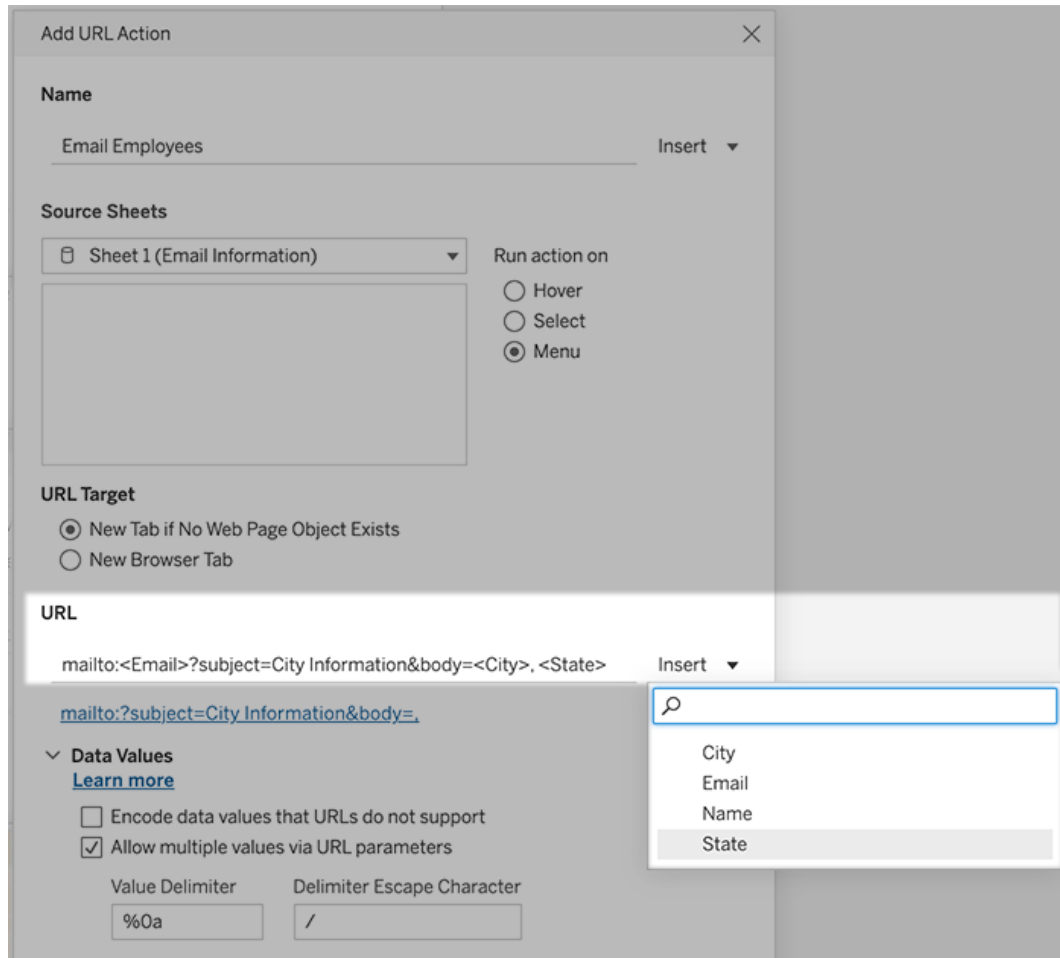 Add URL Action
Name
Email Employees Insert
Source Sheets
Sheet 1 (Email Information) Run action on
Hover
Select
Menu
URL Target
New Tab if No Web Page Object Exists
New Browser Tab
URL
mailto:<Email>?subject=City Information&body=<City>, <State> Insert
mailto:?subject=City Information&body=,
Data Values
Learn more
City
Email
Name
State
Encode data values that URLs do not support
Allow multiple values via URL parameters
Value Delimiter Delimiter Escape Character
%0a /